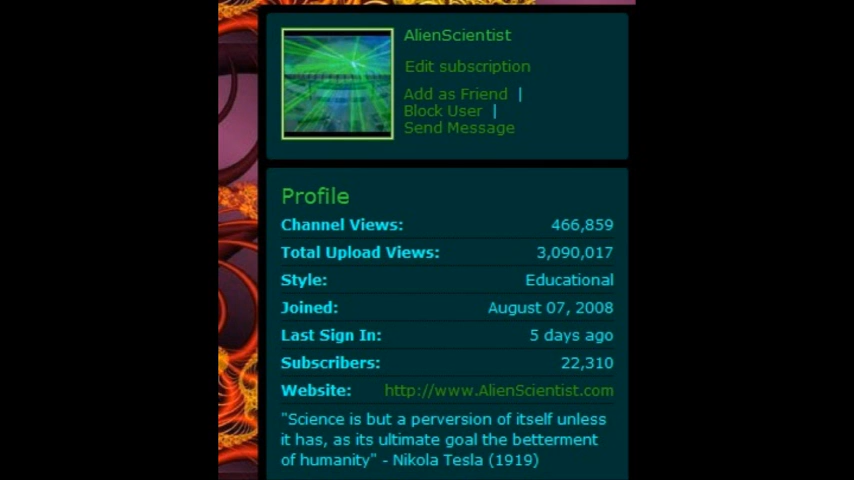 AlienScientist
Edit subscription
Add as Friend |
Block User |
Send Message
Profile
Channel Views: 466,859
Total Upload Views: 3,090,017
Style: Educational
Joined: August 07, 2008
Last Sign In: 5 days ago
Subscribers: 22,310
Website: http://www.AlienScientist.com
"Science is but a perversion of itself unless
it has, as its ultimate goal the betterment
of humanity" - Nikola Tesla (1919)